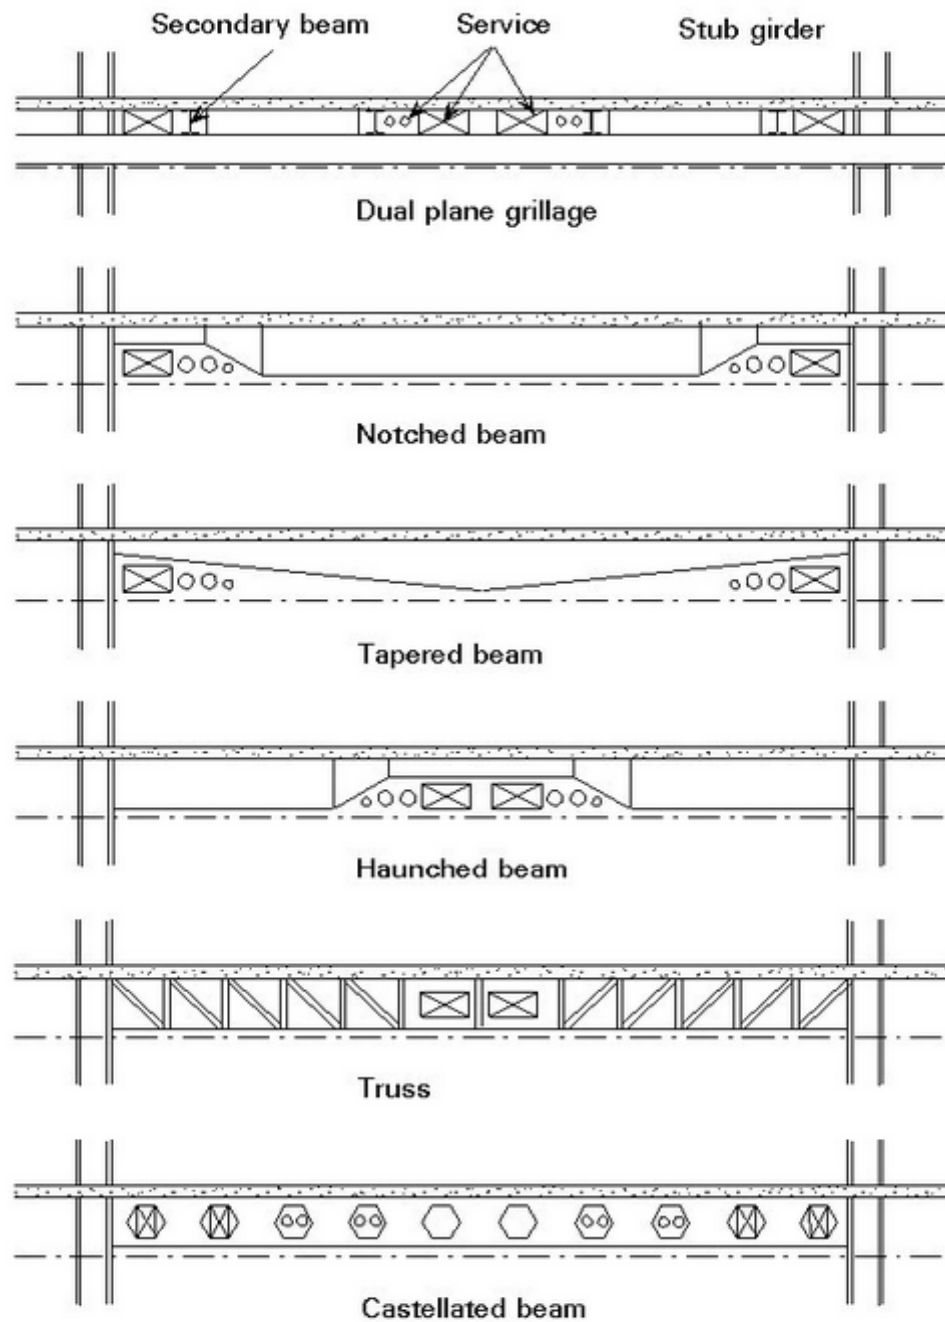 Secondary beam Service Stub girder
Dual plane grillage
Notched beam
Tapered beam
Haunched beam
Truss
Castellated beam